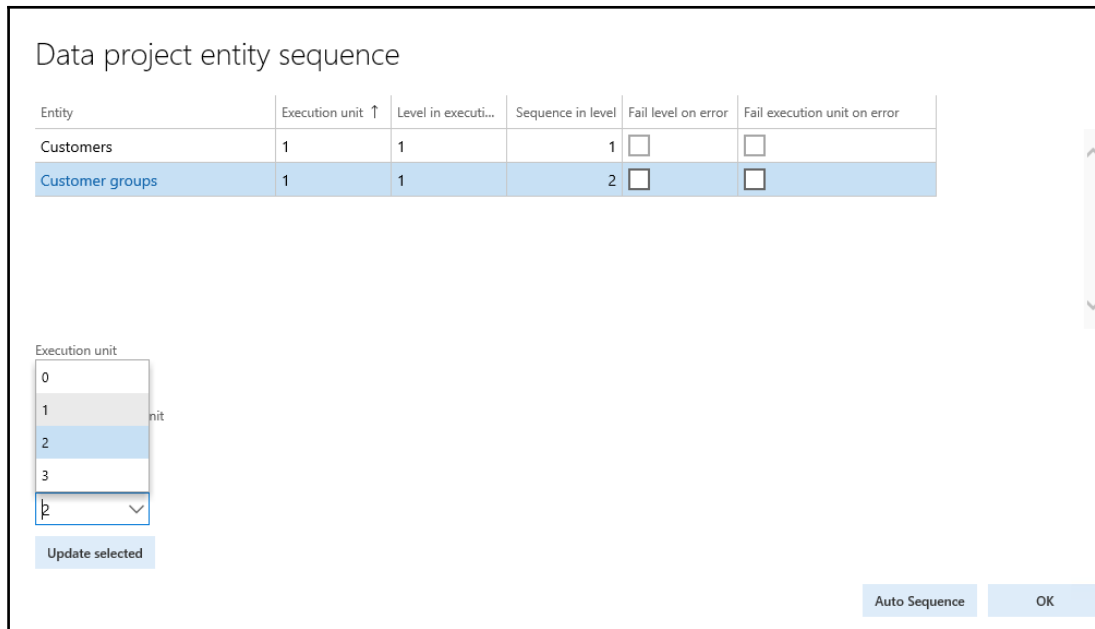 Data project entity sequence
Entity Execution unit ↑ Level in executi... Sequence in level Fail level on error Fail execution unit on error
Customers 1 1 1
Customer groups 1 1 2
Execution unit
0
1
nit
2
3
2
Update selected
Auto Sequence OK